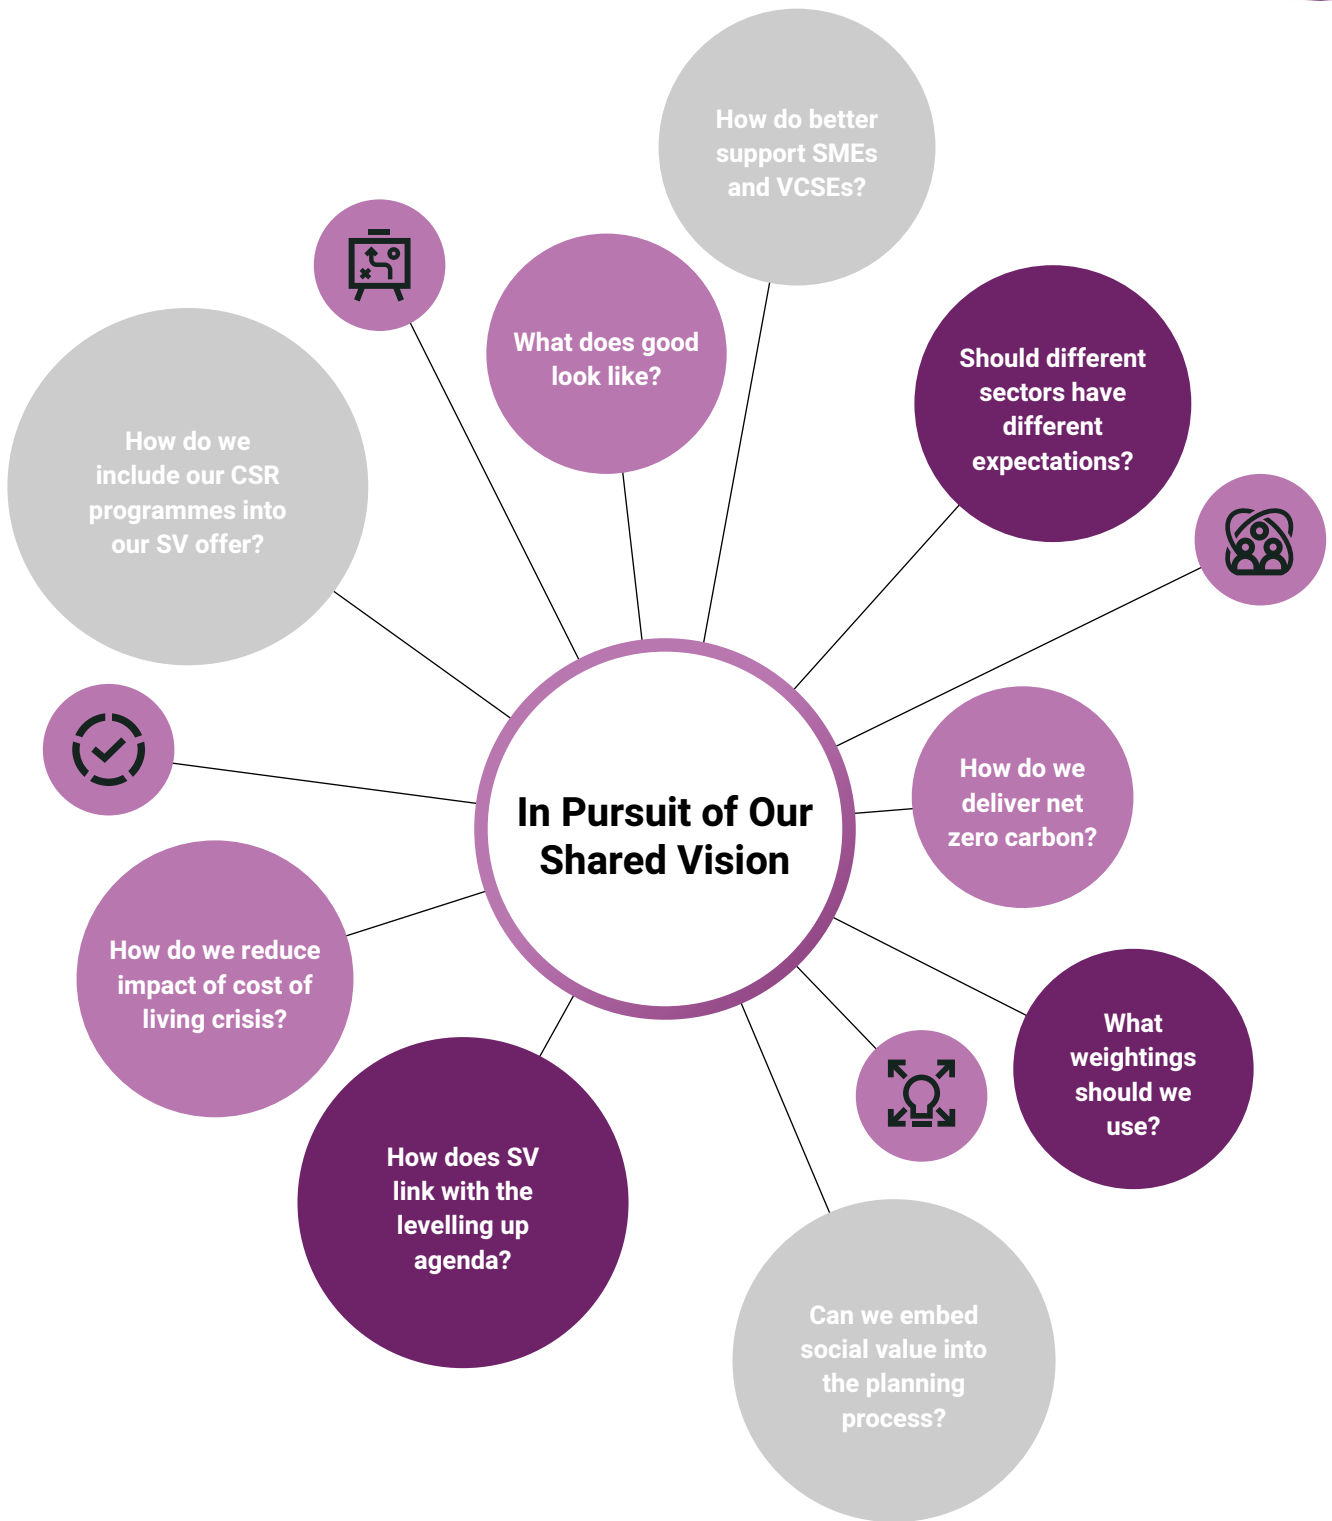 How do better
support SMEs
and VCSEs?
What does good
look like?
Should different
sectors have
different
expectations?
How do we
include our CSR
programmes into
our SV offer?
In Pursuit of Our
Shared Vision
How do we
deliver net
zero carbon?
How do we reduce
impact of cost of
living crisis?
What
weightings
should we
use?
How does SV
link with the
levelling up
agenda?
Can we embed
social value into
the planning
process?